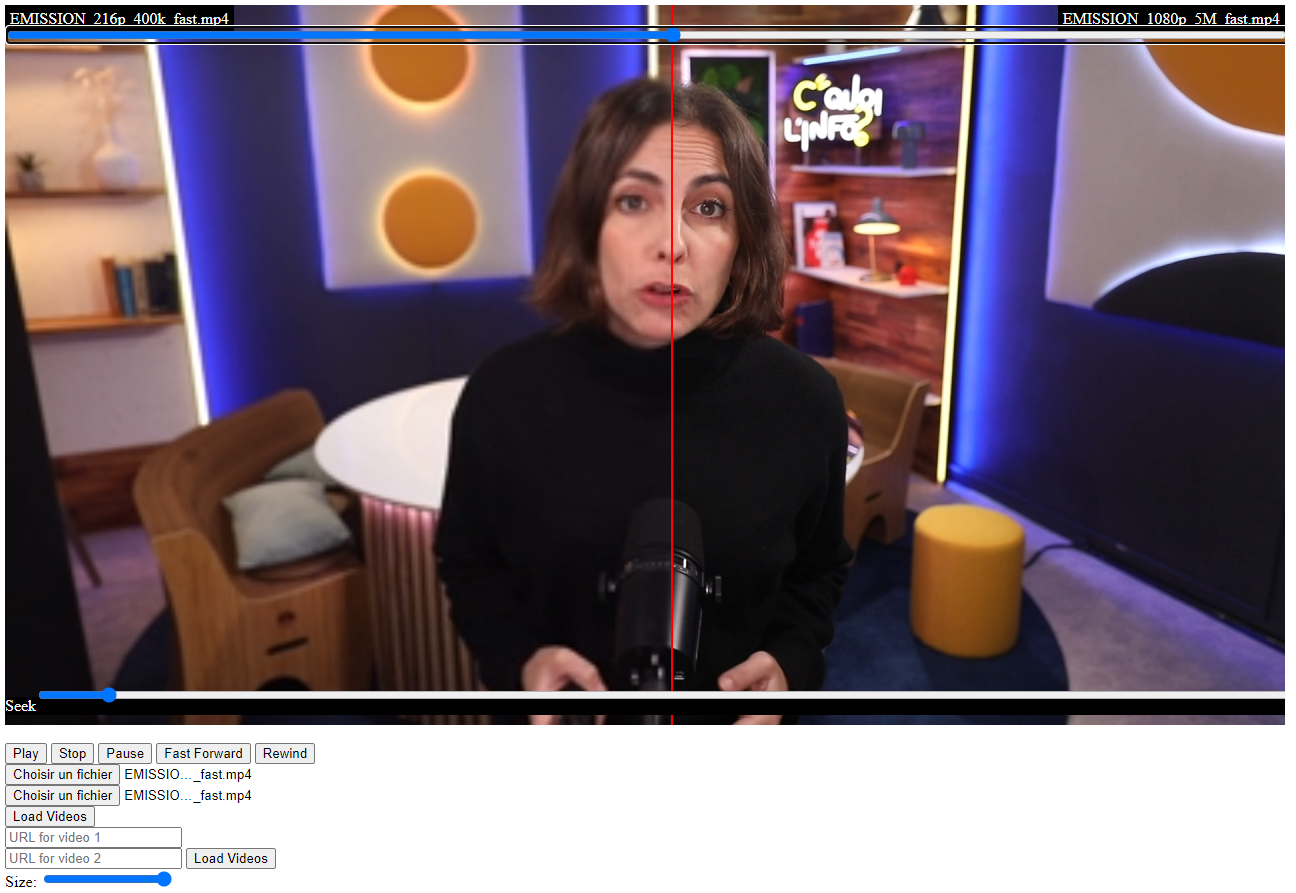 EMISSION_216p_400k_fast.mp4
EMISSION_1080p_5M_fast.mp4
C'QUOI
L'INFO?
Seek
Play Stop Pause Fast Forward Rewind
Choisir un fichier EMISSIO..._fast.mp4
Choisir un fichier EMISSIO..._fast.mp4
Load Videos
URL for video 1
URL for video 2 Load Videos
Size: